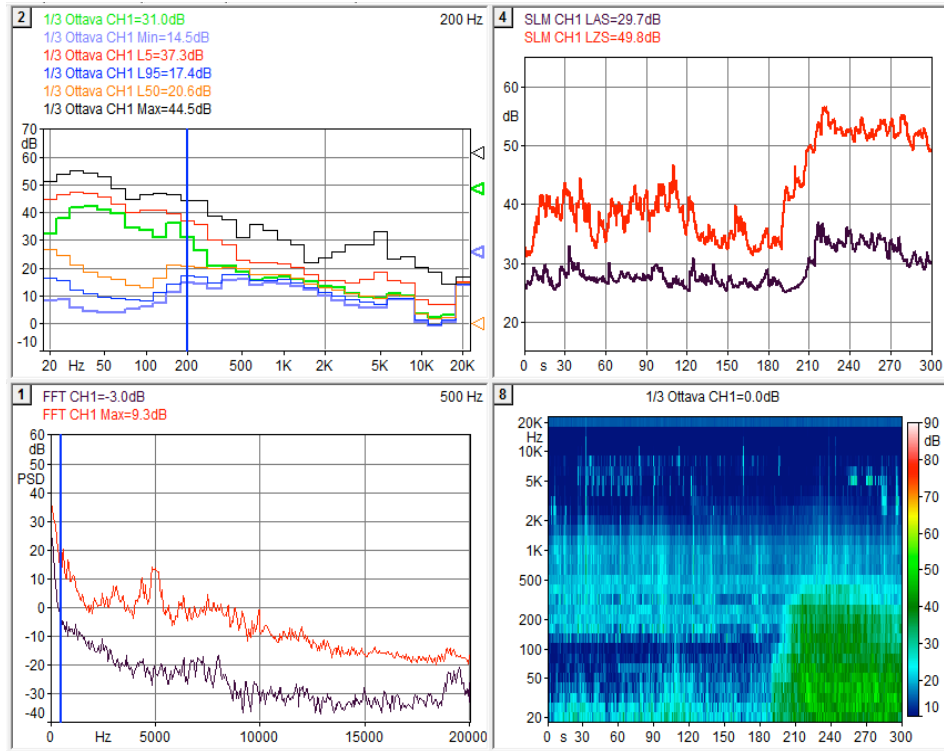 2
1/3 Ottava CH1=31.0dB
200 Hz
1/3 Ottava CH1 Min=14.5dB
1/3 Ottava CH1 L5=37.3dB
1/3 Ottava CH1 L95=17.4dB
1/3 Ottava CH1 L50=20.6dB
1/3 Ottava CH1 Max=44.5dB
70
dB
60
50
40
30
20
10
0
-10
20 Hz 50 100 200 500 1K 2K 5K 10K 20K
4
SLM CH1 LAS=29.7dB
SLM CH1 LZS=49.8dB
60
dB
50
40
30
20
0 s 30 60 90 120 150 180 210 240 270 300
1
FFT CH1=-3.0dB
500 Hz
FFT CH1 Max=9.3dB
60
dB
50
PSD
40
30
20
10
0
-10
-20
-30
-40
0 Hz 5000 10000 15000 20000
8
1/3 Ottava CH1=0.0dB
20K
Hz
10K
5K
2K
1K
500
200
100
50
20
0 s 30 60 90 120 150 180 210 240 270 300
90
dB
80
70
60
50
40
30
20
10